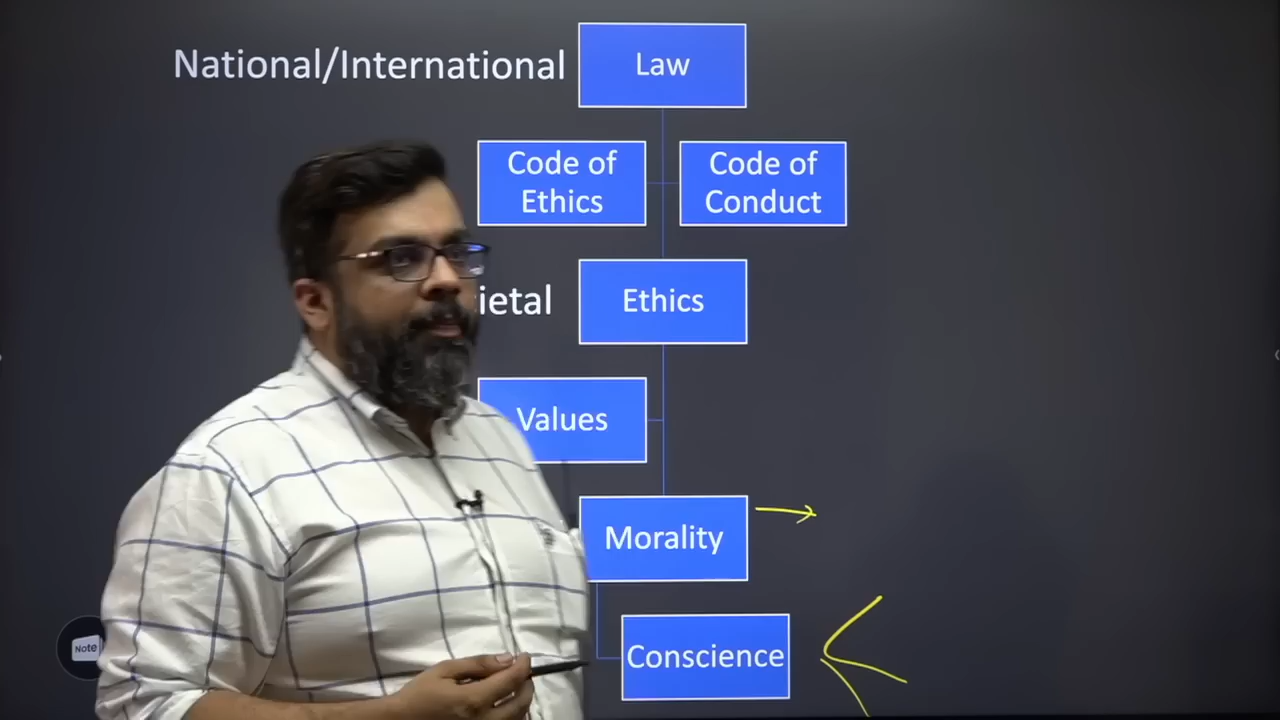 National/International
Law
Code of
Ethics
Code of
Conduct
ietal
Ethics
Values
Morality
Conscience
Note